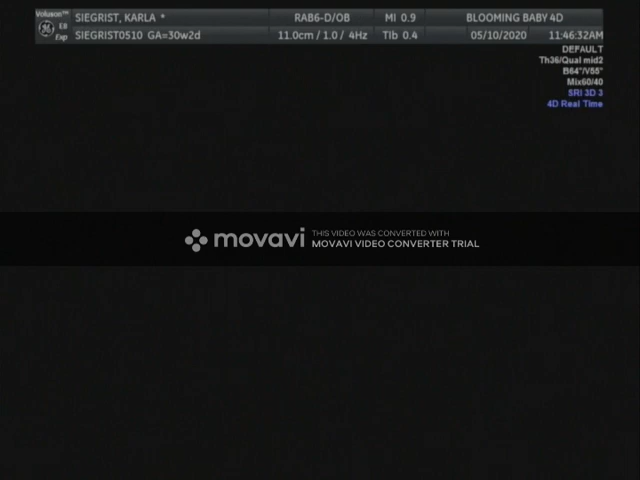 Voluson™ E8 Exp
SIEGRIST, KARLA * RAB6-D/OB MI 0.9 BLOOMING BABY 4D
SIEGRIST0510 GA=30w2d 11.0cm / 1.0 / 4Hz TIb 0.4 05/10/2020 11:46:32AM
DEFAULT
Th36/Qual mid2
B64°/V55°
Mix60/40
SRI 3D 3
4D Real Time
movavi THIS VIDEO WAS CONVERTED WITH
MOVAVI VIDEO CONVERTER TRIAL